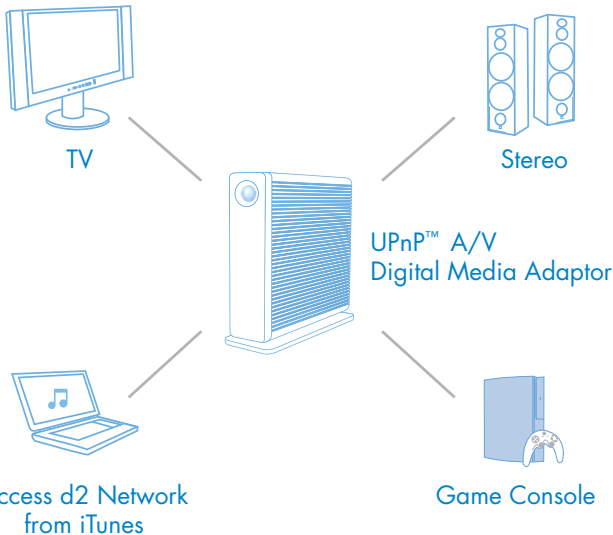 TV
Stereo
UPnP™ A/V
Digital Media Adaptor
ccess d2 Network
from iTunes
Game Console